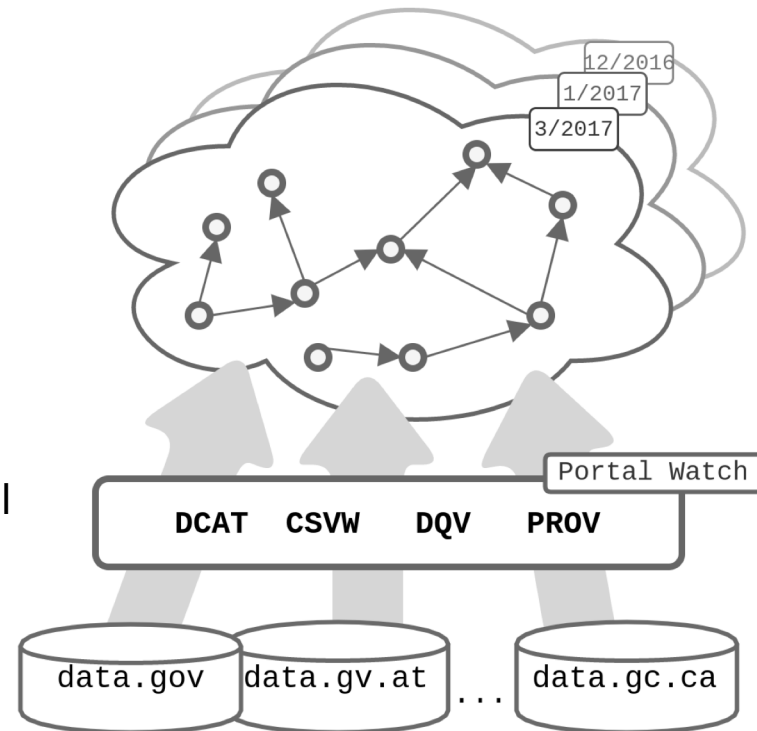 12/2016
1/2017
3/2017
Portal Watch
l
DCAT CSVW DQV PROV
data.gov data.gv.at ... data.gc.ca